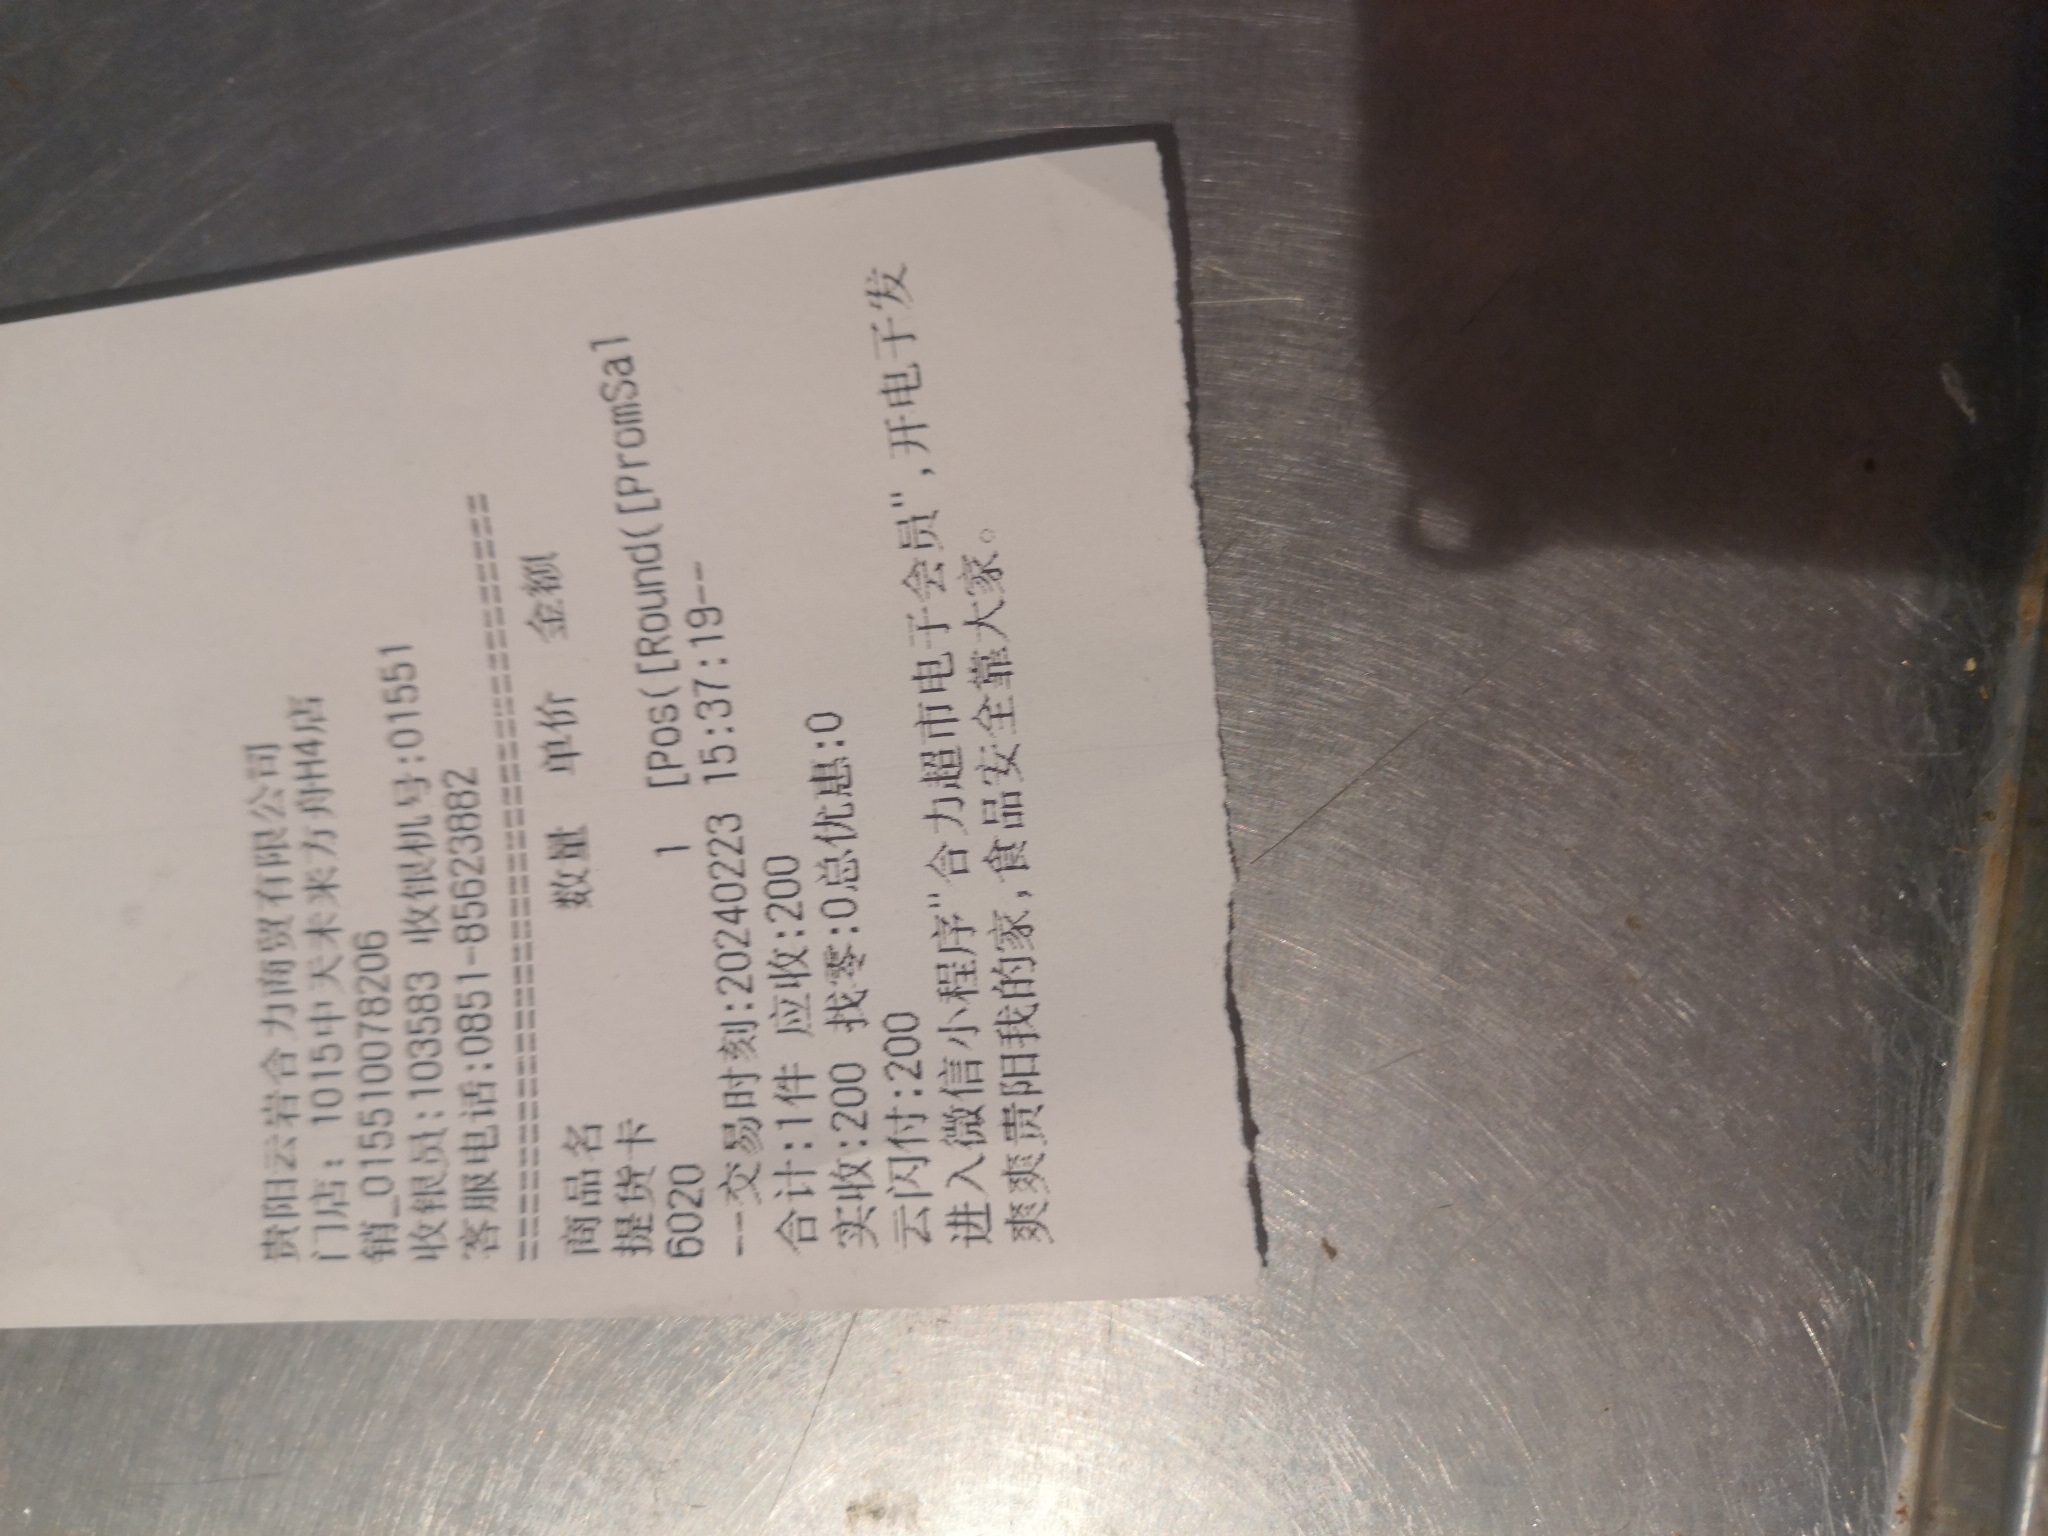 贵阳云岩合力商贸有限公司
门店: 1015中天未来方舟H4店
销_015510078206
收银员:103583 收银机号:01551
客服电话:0851-85623882
==========================================
商品名 数量 单价 金额
提货卡
6020 1 [Pos([Round([PromSal
--交易时刻:20240223 15:37:19--
合计:1件 应收:200
实收:200 找零:0总优惠:0
云闪付:200
进入微信小程序"合力超市电子会员",开电子发
爽爽贵阳我的家,食品安全靠大家。